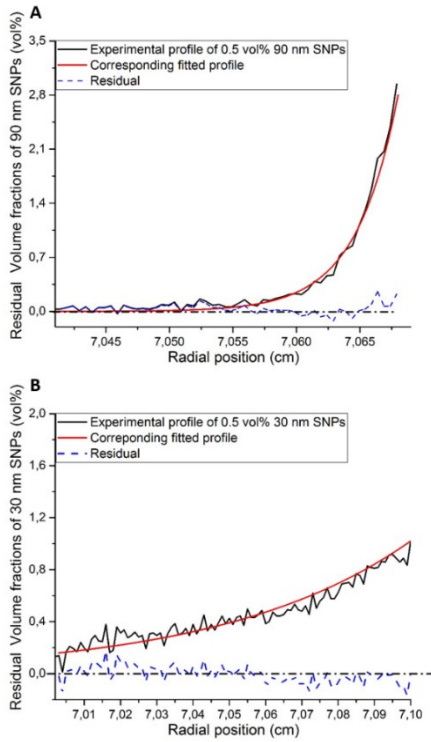 A
Residual Volume fractions of 90 nm SNPs (vol%)
3,5
2,8
2,1
1,4
0,7
0,0
Experimental profile of 0.5 vol% 90 nm SNPs
Corresponding fitted profile
Residual
7,045 7,050 7,055 7,060 7,065
Radial position (cm)
B
Residual Volume fractions of 30 nm SNPs (vol%)
2,0
1,6
1,2
0,8
0,4
0,0
Experimental profile of 0.5 vol% 30 nm SNPs
Correponding fitted profile
Residual
7,01 7,02 7,03 7,04 7,05 7,06 7,07 7,08 7,09 7,10
Radial position (cm)